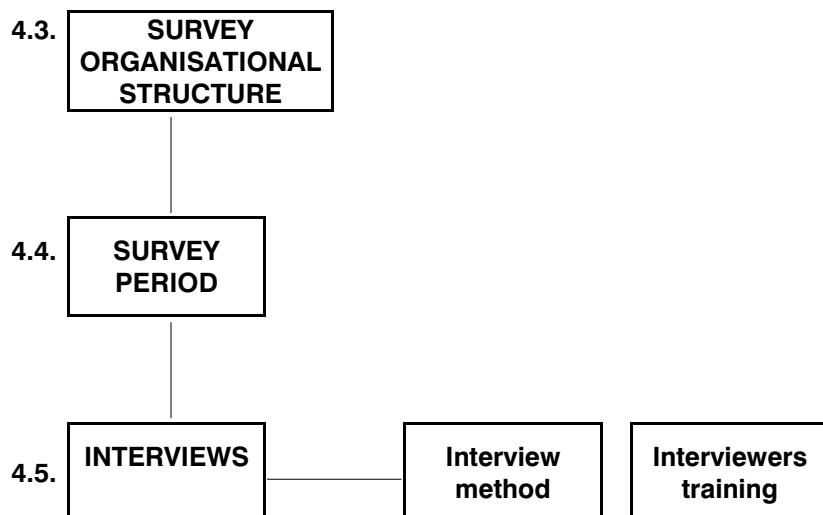 4.3.
SURVEY
ORGANISATIONAL
STRUCTURE
4.4.
SURVEY
PERIOD
4.5.
INTERVIEWS
Interview
method
Interviewers
training